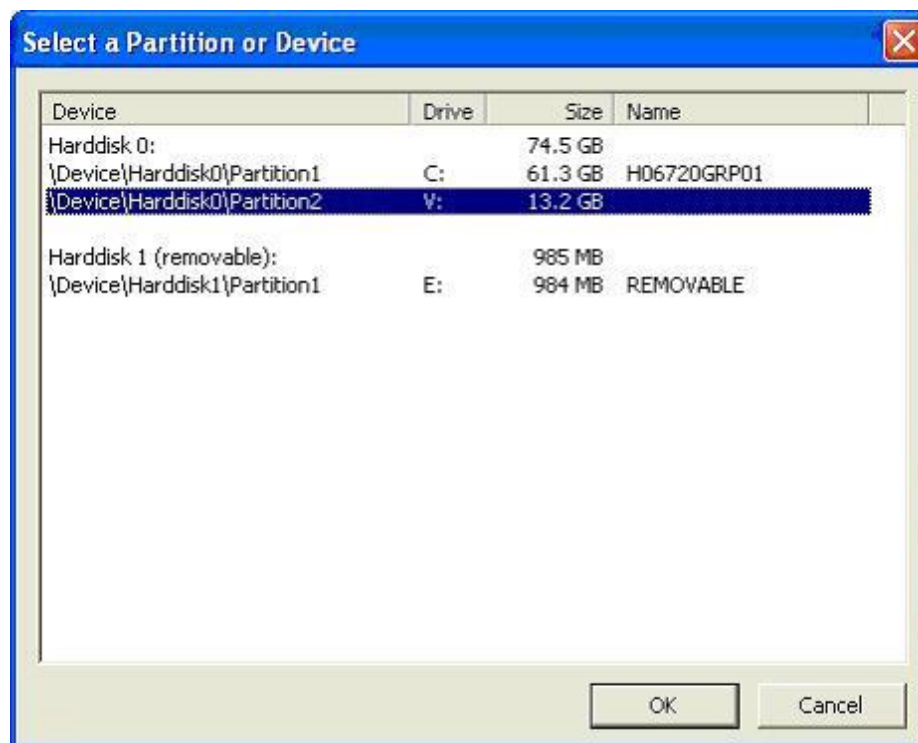 Select a Partition or Device
Device Drive Size Name
Harddisk 0: 74.5 GB
\Device\Harddisk0\Partition1 C: 61.3 GB H06720GRP01
\Device\Harddisk0\Partition2 V: 13.2 GB
Harddisk 1 (removable): 985 MB
\Device\Harddisk1\Partition1 E: 984 MB REMOVABLE
OK Cancel